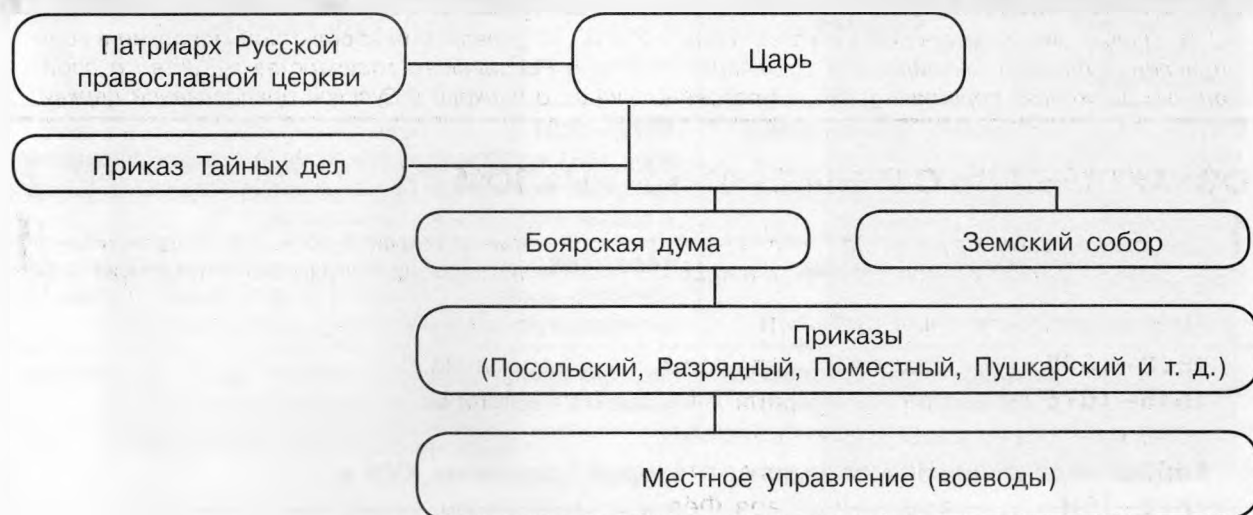 Патриарх Русской
православной церкви
Царь
Приказ Тайных дел
Боярская дума
Земский собор
Приказы
(Посольский, Разрядный, Поместный, Пушкарский и т. д.)
Местное управление (воеводы)